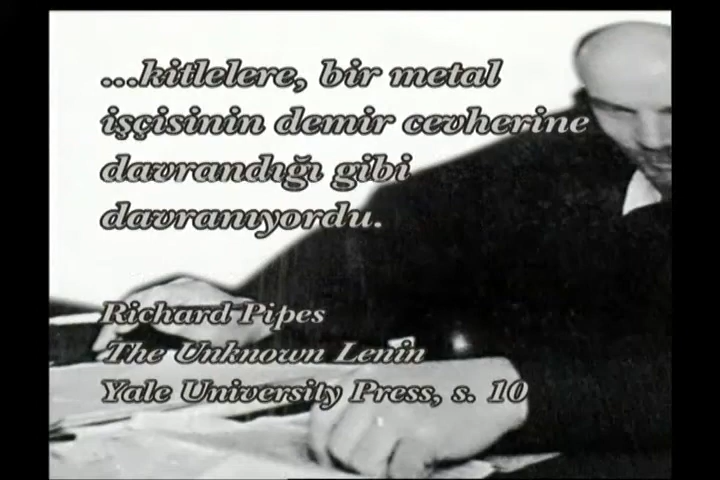 ...kitlelere, bir metal
işçisinin demir cevherine
davrandığı gibi
davranıyordu.
Richard Pipes
The Unknown Lenin
Yale University Press, s. 10